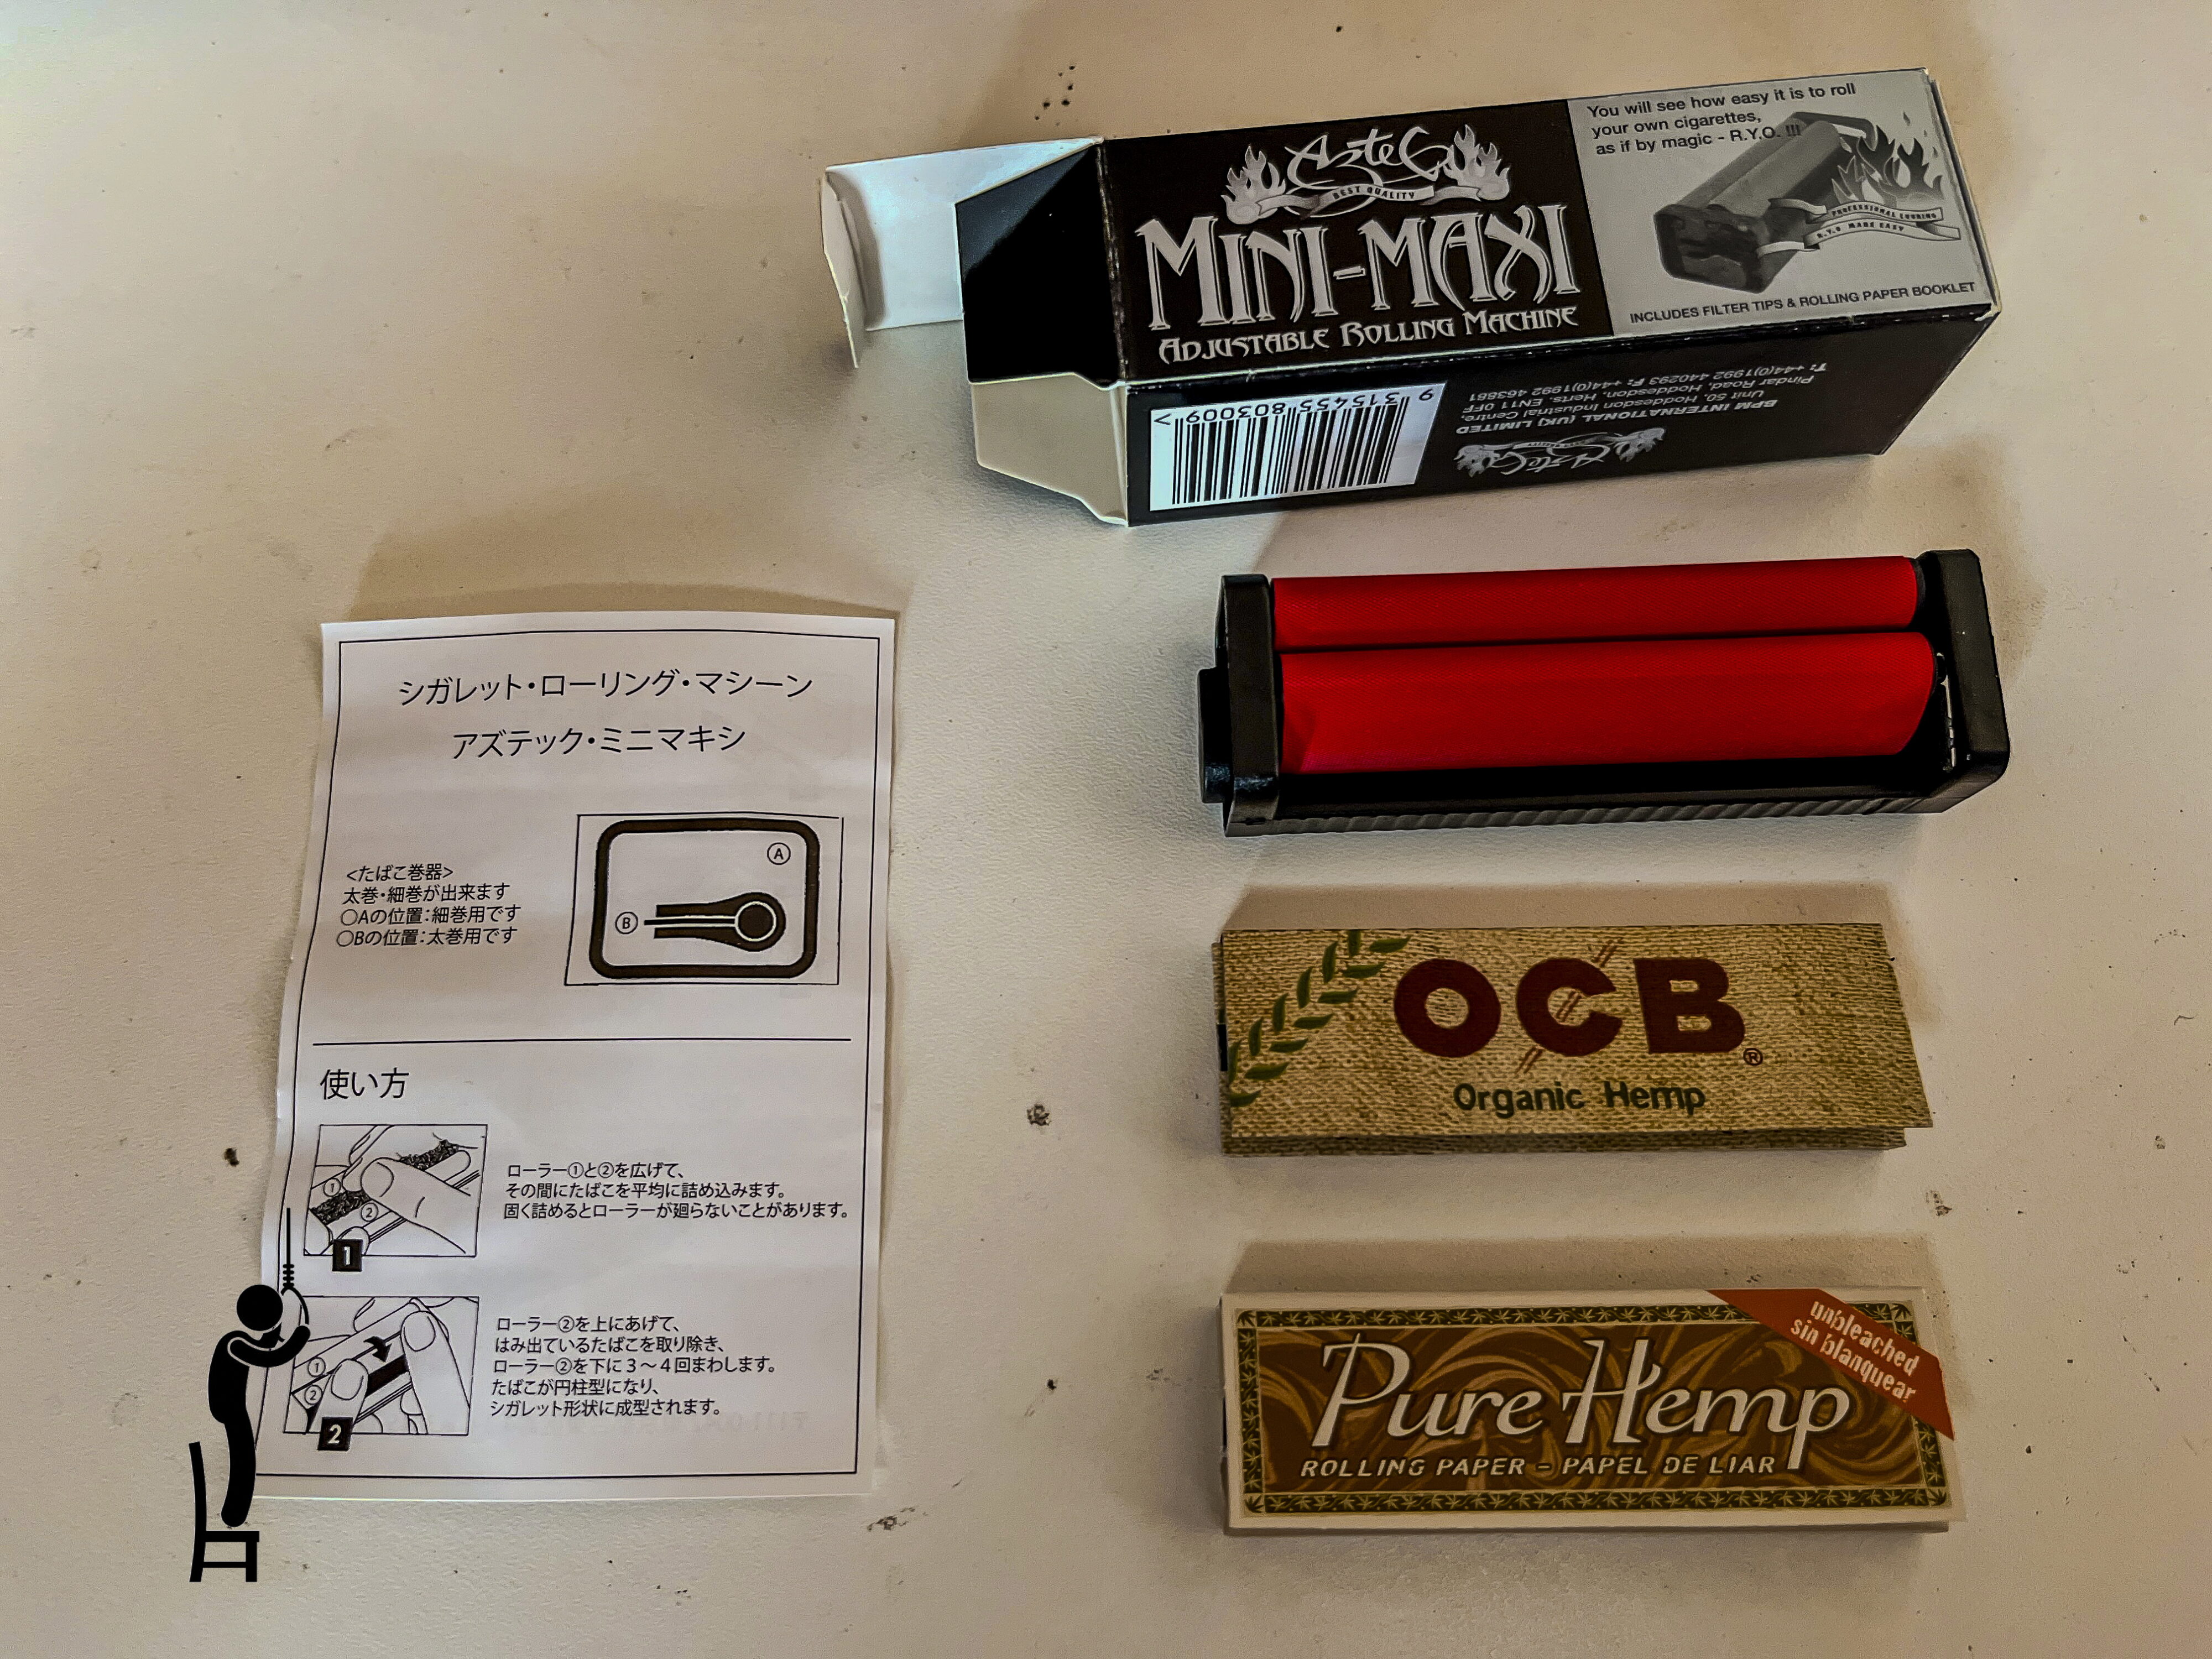 Aztec
BEST QUALITY
MINI-MAXI
ADJUSTABLE ROLLING MACHINE
You will see how easy it is to roll
your own cigarettes,
as if by magic - R.Y.O. !!!
PROFESSIONAL LOOKING
R.Y.O MADE EASY
INCLUDES FILTER TIPS & ROLLING PAPER BOOKLET
9 315455 803009 >
Aztec
BPM INTERNATIONAL (UK) LIMITED
Unit 50, Hoddesdon Industrial Centre,
Pindar Road, Hoddesdon, Herts. EN11 0FF
T: +44(0)1992 440293 F: +44(0)1992 463881
シガレット・ローリング・マシーン
アズテック・ミニマキシ
<たばこ巻器>
太巻・細巻が出来ます
○Aの位置：細巻用です
○Bの位置：太巻用です
Ⓐ
Ⓑ
使い方
①
②
1
ローラー①と②を広げて、
その間にたばこを平均に詰め込みます。
固く詰めるとローラーが廻らないことがあります。
①
②
2
ローラー②を上にあげて、
はみ出ているたばこを取り除き、
ローラー②を下に３～４回まわします。
たばこが円柱型になり、
シガレット形状に成型されます。
OCB®
Organic Hemp
unbleached
sin blanquear
Pure Hemp
ROLLING PAPER - PAPEL DE LIAR